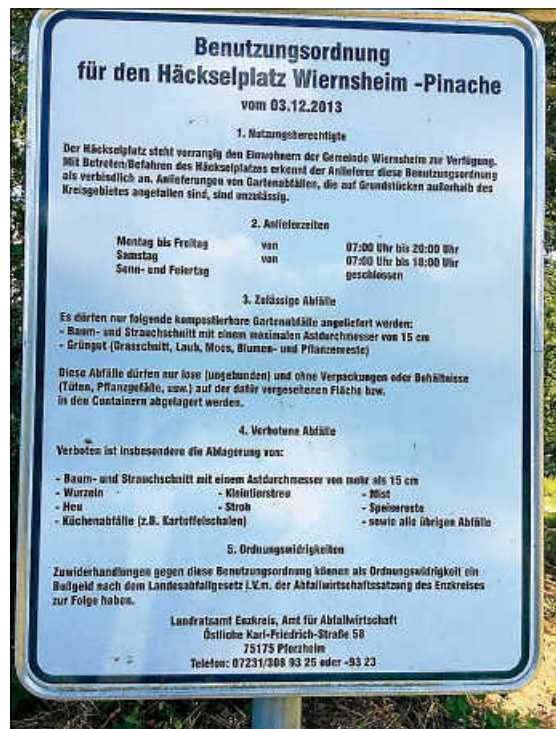 Benutzungsordnung
für den Häckselplatz Wiernsheim -Pinache
vom 03.12.2013
1. Nutzungsberechtigte
Der Häckselplatz steht vorrangig den Einwohnern der Gemeinde Wiernsheim zur Verfügung.
Mit Betreten/Befahren des Häckselplatzes erkennt der Anlieferer diese Benutzungsordnung
als verbindlich an. Anlieferungen von Gartenabfällen, die auf Grundstücken außerhalb des
Kreisgebietes angefallen sind, sind unzulässig.
2. Anlieferzeiten
Montag bis Freitag von 07:00 Uhr bis 20:00 Uhr
Samstag von 07:00 Uhr bis 18:00 Uhr
Sonn- und Feiertag geschlossen
3. Zulässige Abfälle
Es dürfen nur folgende kompostierbare Gartenabfälle angeliefert werden:
- Baum- und Strauchschnitt mit einem maximalen Astdurchmesser von 15 cm
- Grüngut (Grasschnitt, Laub, Moos, Blumen- und Pflanzenreste)
Diese Abfälle dürfen nur lose (ungebunden) und ohne Verpackungen oder Behältnisse
(Tüten, Pflanzgefäße, usw.) auf der dafür vorgesehenen Fläche bzw.
in den Containern abgelagert werden.
4. Verbotene Abfälle
Verboten ist insbesondere die Ablagerung von:
- Baum- und Strauchschnitt mit einem Astdurchmesser von mehr als 15 cm
- Wurzeln - Kleintierstreu - Mist
- Heu - Stroh - Speisereste
- Küchenabfälle (z.B. Kartoffelschalen) - sowie alle übrigen Abfälle
5. Ordnungswidrigkeiten
Zuwiderhandlungen gegen diese Benutzungsordnung können als Ordnungswidrigkeit ein
Bußgeld nach dem Landesabfallgesetz i.V.m. der Abfallwirtschaftssatzung des Enzkreises
zur Folge haben.
Landratsamt Enzkreis, Amt für Abfallwirtschaft
Östliche Karl-Friedrich-Straße 58
75175 Pforzheim
Telefon: 07231/308 93 25 oder -93 23